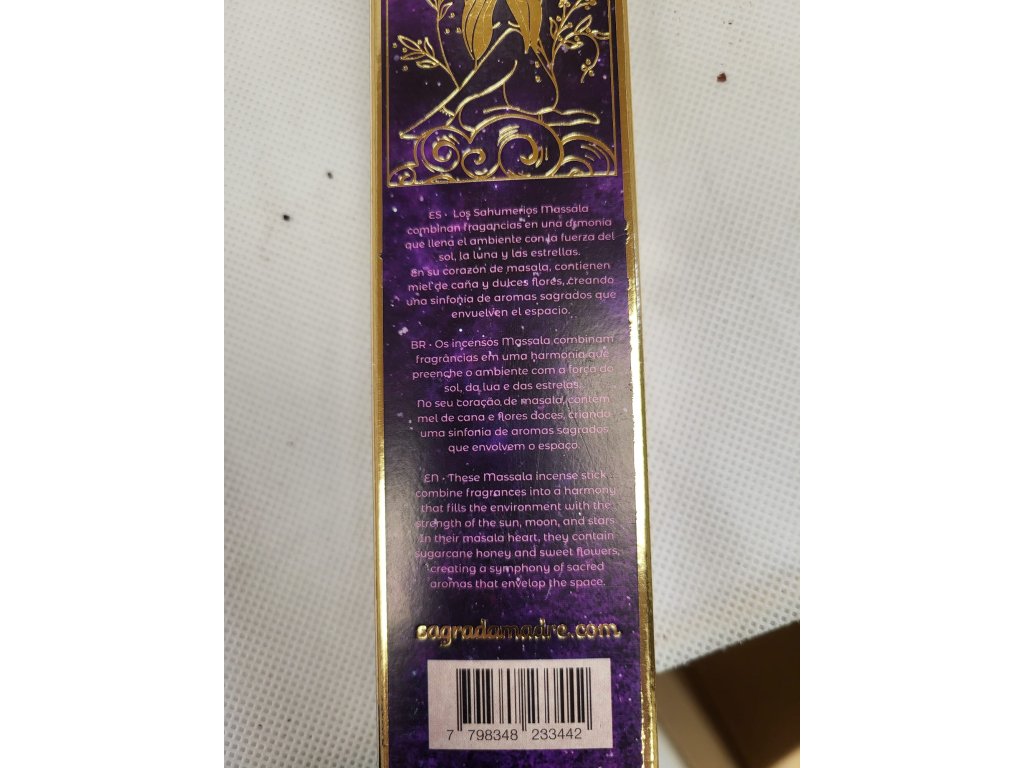 ES • Los Sahumerios Massala
combinan fragancias en una armonía
que llena el ambiente con la fuerza del
sol, la luna y las estrellas.
En su corazón de masala, contienen
miel de caña y dulces flores, creando
una sinfonía de aromas sagrados que
envuelven el espacio.
BR • Os incensos Massala combinam
fragrâncias em uma harmonia que
preenche o ambiente com a força do
sol, da lua e das estrelas.
No seu coração de masala, contém
mel de cana e flores doces, criando
uma sinfonia de aromas sagrados
que envolvem o espaço.
EN • These Massala incense stick
combine fragrances into a harmony
that fills the environment with the
strength of the sun, moon, and stars.
In their masala heart, they contain
sugarcane honey and sweet flowers,
creating a symphony of sacred
aromas that envelop the space.
sagradamadre.com
7 798348 233442